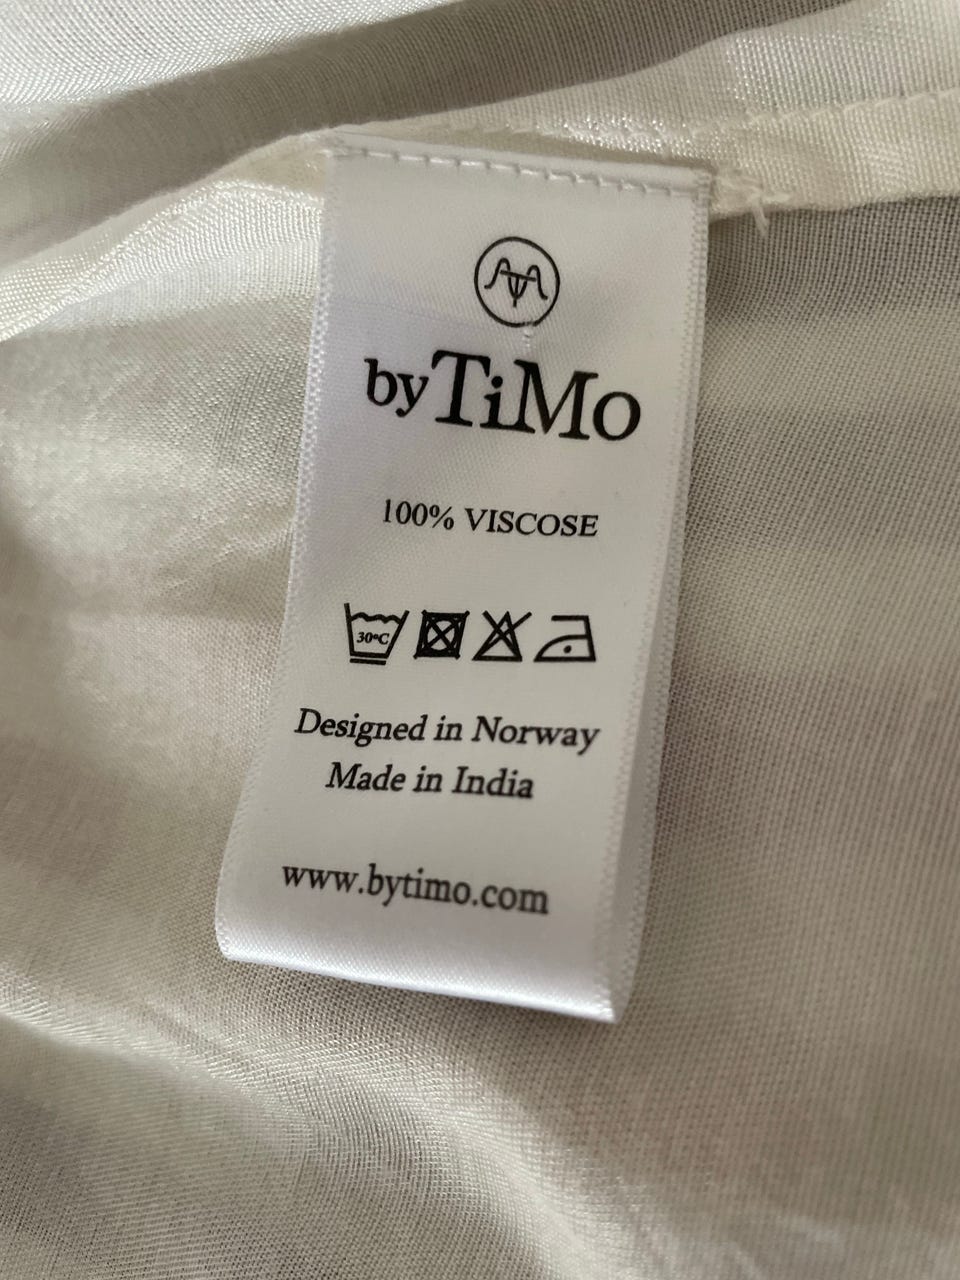 byTiMo
100% VISCOSE
30°C
Designed in Norway
Made in India
www.bytimo.com